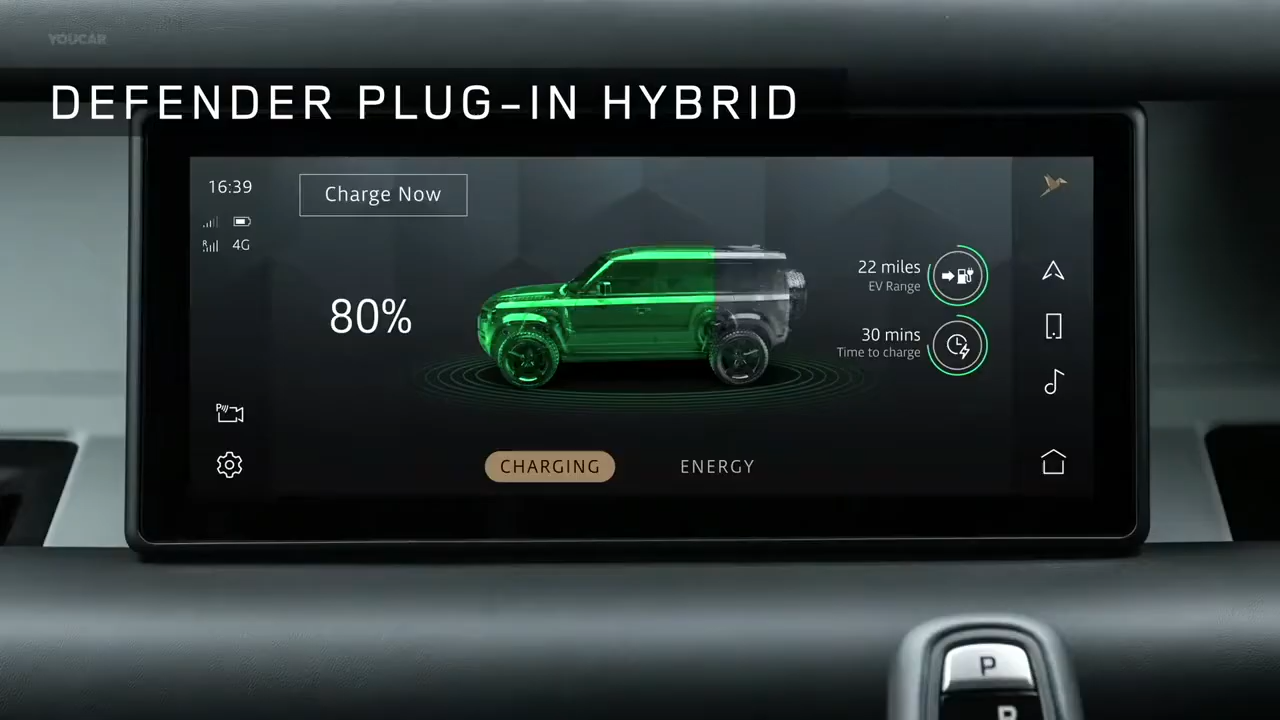 YOUCAR
DEFENDER PLUG-IN HYBRID
16:39
Charge Now
4G
80%
22 miles
EV Range
30 mins
Time to charge
CHARGING
ENERGY
P
R